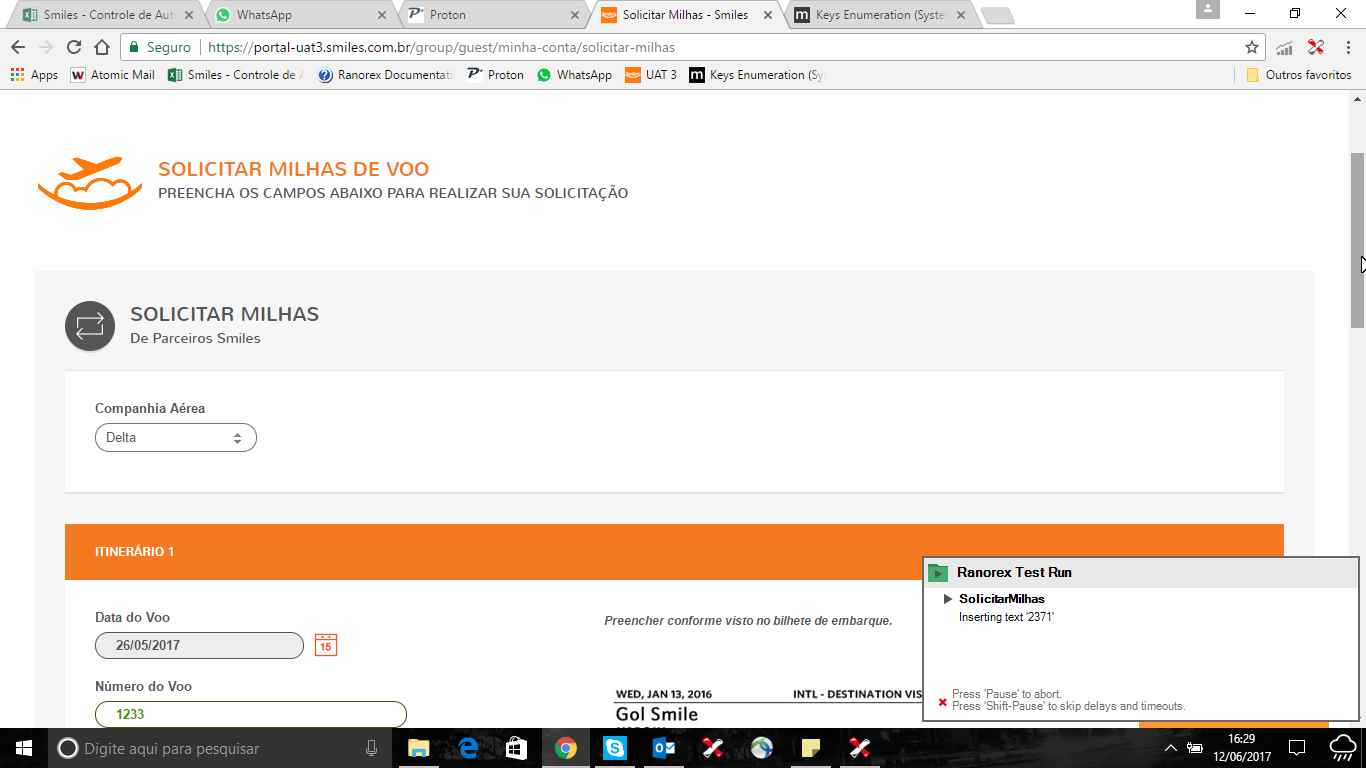 Smiles - Controle de Aut
WhatsApp
Proton
Solicitar Milhas - Smiles
Keys Enumeration (Syste
Seguro
https://portal-uat3.smiles.com.br/group/guest/minha-conta/solicitar-milhas
Apps
Atomic Mail
Smiles - Controle de A
Ranorex Documentati
Proton
WhatsApp
UAT 3
Keys Enumeration (Sy
Outros favoritos
SOLICITAR MILHAS DE VOO
PREENCHA OS CAMPOS ABAIXO PARA REALIZAR SUA SOLICITAÇÃO
SOLICITAR MILHAS
De Parceiros Smiles
Companhia Aérea
Delta
ITINERÁRIO 1
Data do Voo
26/05/2017
15
Preencher conforme visto no bilhete de embarque.
Número do Voo
1233
WED, JAN 13, 2016
INTL - DESTINATION VIS
Gol Smile
Ranorex Test Run
SolicitarMilhas
Inserting text '2371'
Press 'Pause' to abort.
Press 'Shift-Pause' to skip delays and timeouts.
Digite aqui para pesquisar
16:29
12/06/2017